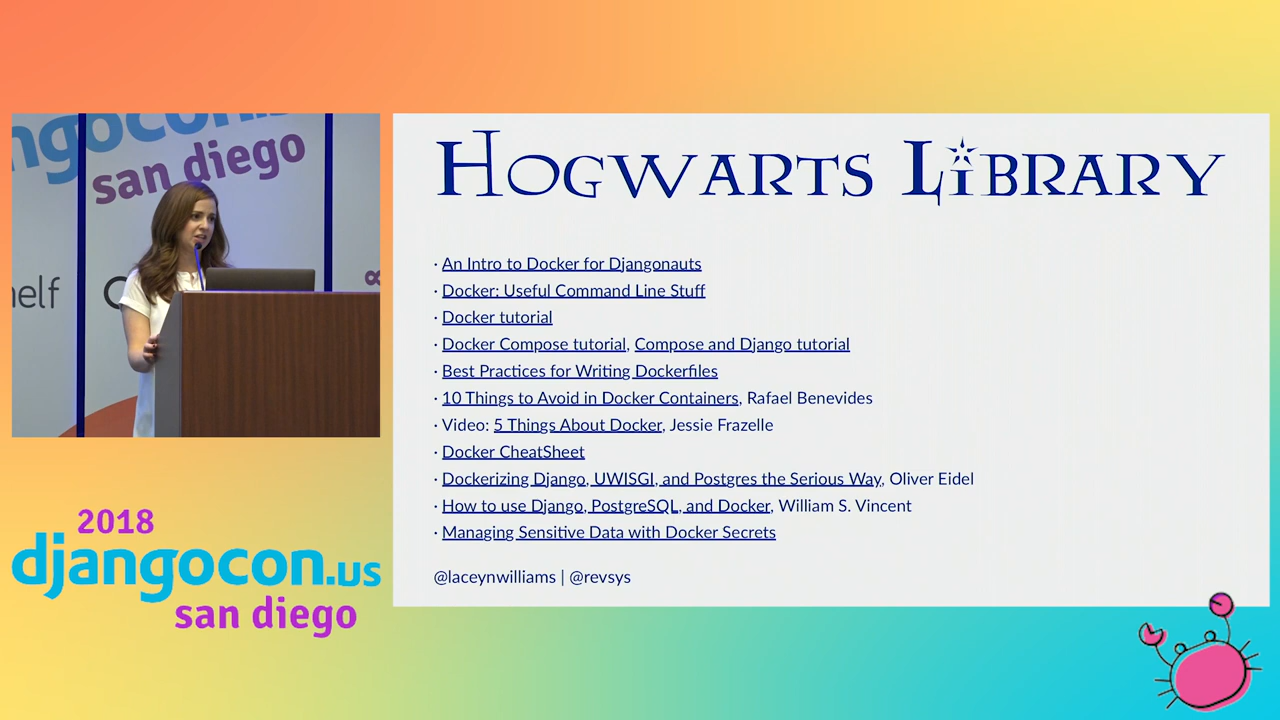 djangocon.us
san diego
elf
2018
djangocon.us
san diego
Hogwarts Library
· An Intro to Docker for Djangonauts
· Docker: Useful Command Line Stuff
· Docker tutorial
· Docker Compose tutorial, Compose and Django tutorial
· Best Practices for Writing Dockerfiles
· 10 Things to Avoid in Docker Containers, Rafael Benevides
· Video: 5 Things About Docker, Jessie Frazelle
· Docker CheatSheet
· Dockerizing Django, UWISGI, and Postgres the Serious Way, Oliver Eidel
· How to use Django, PostgreSQL, and Docker, William S. Vincent
· Managing Sensitive Data with Docker Secrets
@laceynwilliams | @revsys